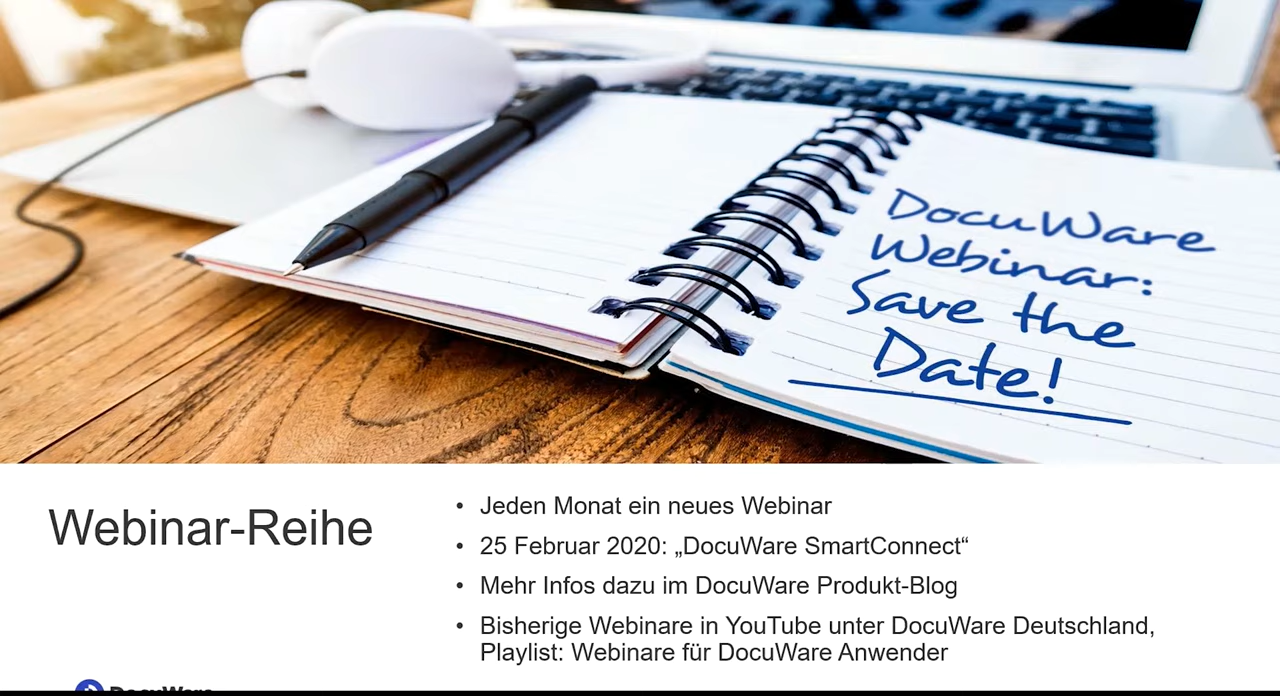 DocuWare
Webinar:
Save the
Date!
Webinar-Reihe
• Jeden Monat ein neues Webinar
• 25 Februar 2020: „DocuWare SmartConnect“
• Mehr Infos dazu im DocuWare Produkt-Blog
• Bisherige Webinare in YouTube unter DocuWare Deutschland,
Playlist: Webinare für DocuWare Anwender
DocuWare